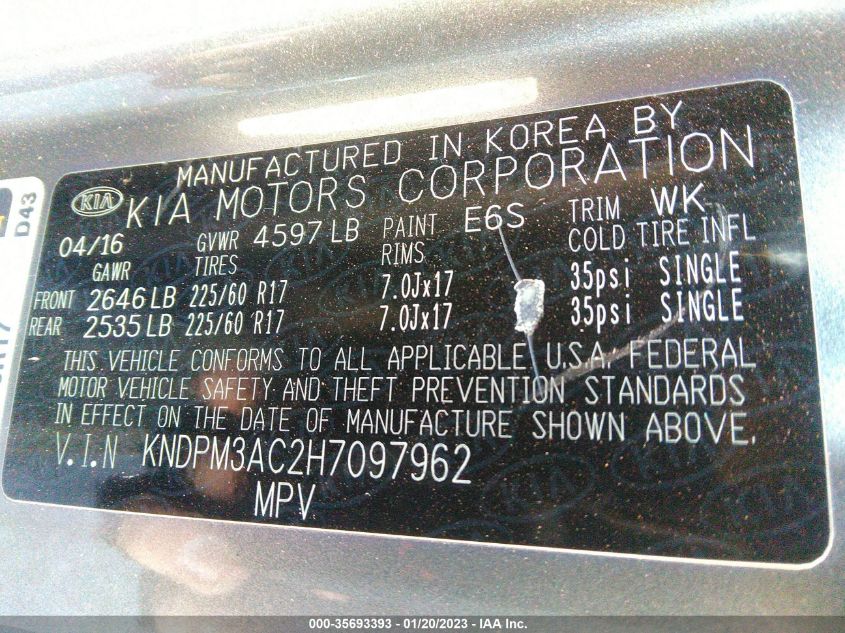 MANUFACTURED IN KOREA BY
KIA KIA MOTORS CORPORATION
04/16 GVWR 4597 LB PAINT E6S TRIM WK
GAWR TIRES RIMS COLD TIRE INFL
FRONT 2646 LB 225/60 R17 7.0Jx17 35psi SINGLE
REAR 2535 LB 225/60 R17 7.0Jx17 35psi SINGLE
THIS VEHICLE CONFORMS TO ALL APPLICABLE U.S.A. FEDERAL
MOTOR VEHICLE SAFETY AND THEFT PREVENTION STANDARDS
IN EFFECT ON THE DATE OF MANUFACTURE SHOWN ABOVE.
V.I.N KNDPM3AC2H7097962
MPV
D43
000-35693393 - 01/20/2023 - IAA Inc.